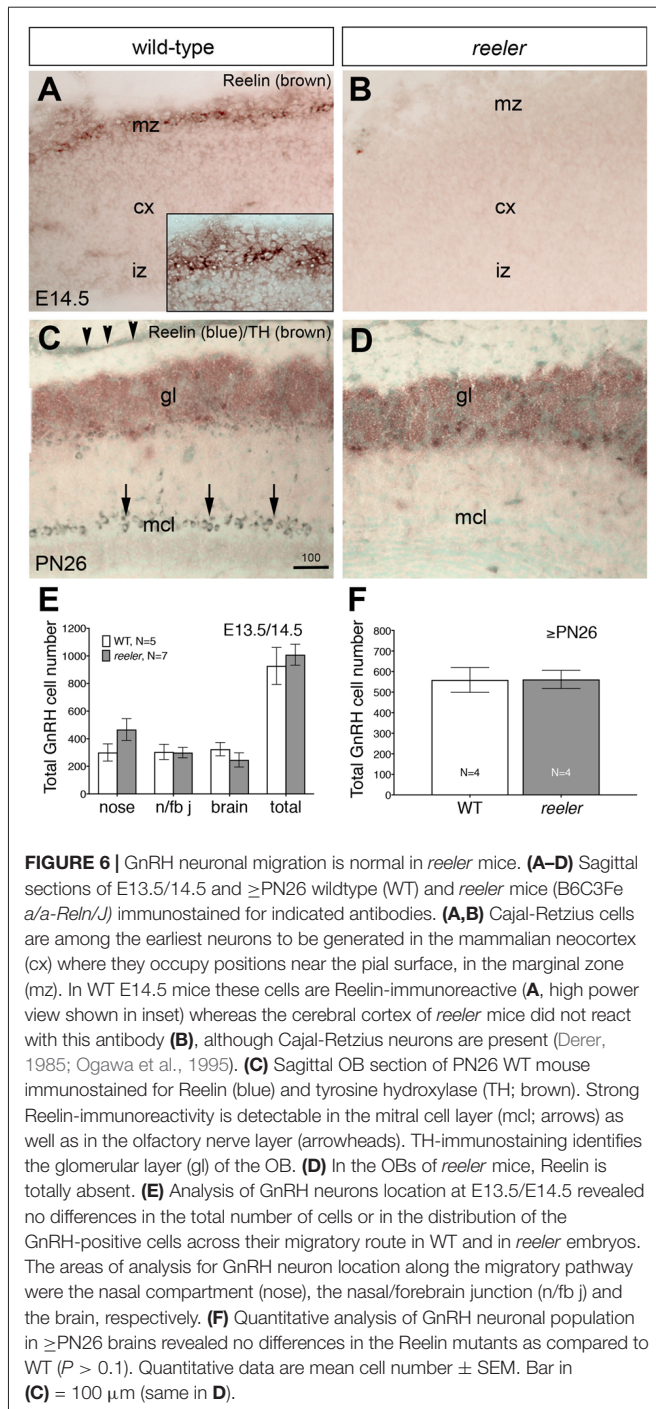 wild-type
reeler
A
Reelin (brown)
mz
cx
iz
E14.5
B
mz
cx
iz
C
Reelin (blue)/TH (brown)
gl
mcl
PN26
100
D
gl
mcl
E
E13.5/14.5
WT, N=5
reeler, N=7
Total GnRH cell number
1200
1000
800
600
400
200
0
nose
n/fb j
brain
total
F
≥PN26
Total GnRH cell number
800
700
600
500
400
300
200
100
0
N=4
N=4
WT
reeler
FIGURE 6 | GnRH neuronal migration is normal in reeler mice. (A–D) Sagittal
sections of E13.5/14.5 and ≥PN26 wildtype (WT) and reeler mice (B6C3Fe
a/a-Reln/J) immunostained for indicated antibodies. (A,B) Cajal-Retzius cells
are among the earliest neurons to be generated in the mammalian neocortex
(cx) where they occupy positions near the pial surface, in the marginal zone
(mz). In WT E14.5 mice these cells are Reelin-immunoreactive (A, high power
view shown in inset) whereas the cerebral cortex of reeler mice did not react
with this antibody (B), although Cajal-Retzius neurons are present (Derer,
1985; Ogawa et al., 1995). (C) Sagittal OB section of PN26 WT mouse
immunostained for Reelin (blue) and tyrosine hydroxylase (TH; brown). Strong
Reelin-immunoreactivity is detectable in the mitral cell layer (mcl; arrows) as
well as in the olfactory nerve layer (arrowheads). TH-immunostaining identifies
the glomerular layer (gl) of the OB. (D) In the OBs of reeler mice, Reelin is
totally absent. (E) Analysis of GnRH neurons location at E13.5/E14.5 revealed
no differences in the total number of cells or in the distribution of the
GnRH-positive cells across their migratory route in WT and in reeler embryos.
The areas of analysis for GnRH neuron location along the migratory pathway
were the nasal compartment (nose), the nasal/forebrain junction (n/fb j) and
the brain, respectively. (F) Quantitative analysis of GnRH neuronal population
in ≥PN26 brains revealed no differences in the Reelin mutants as compared to
WT (P > 0.1). Quantitative data are mean cell number ± SEM. Bar in
(C) = 100 μm (same in D).